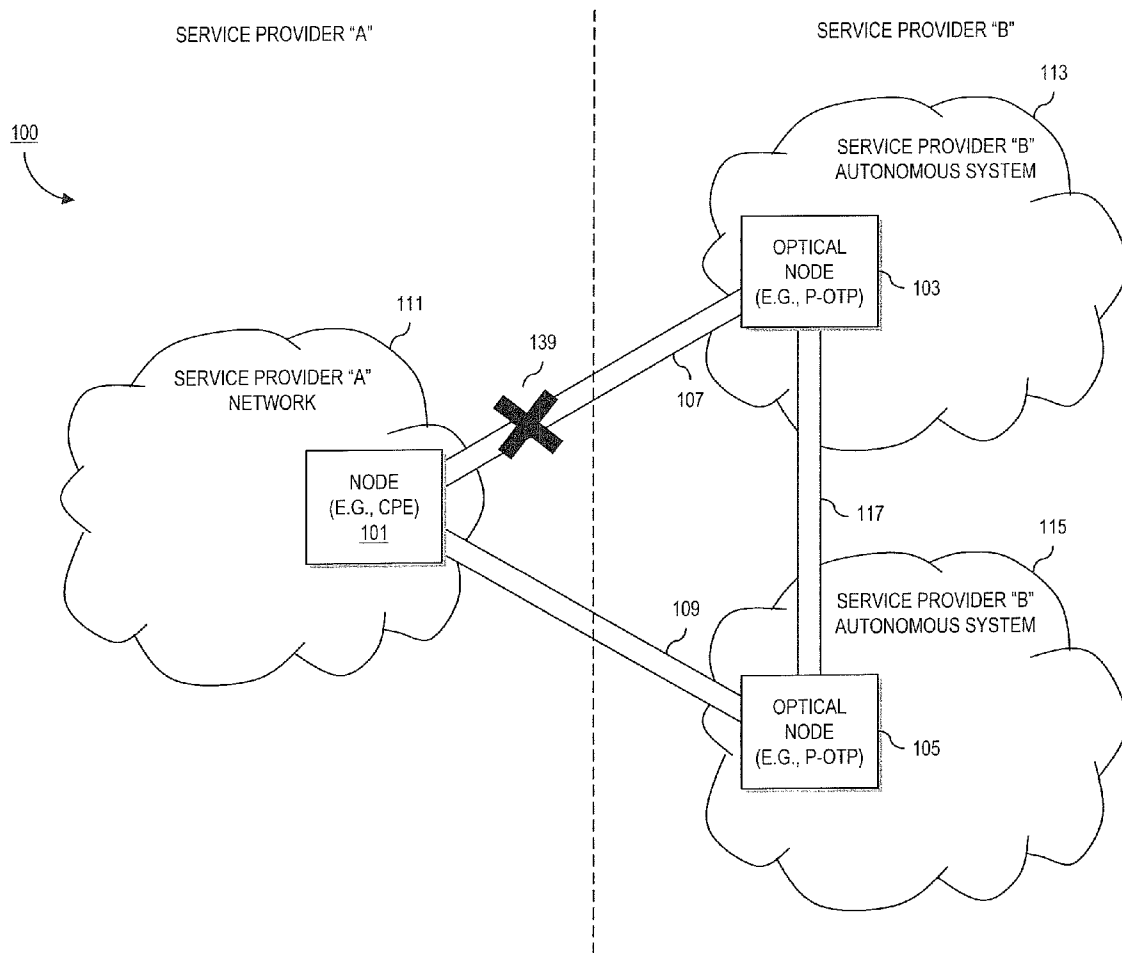 SERVICE PROVIDER "A"
SERVICE PROVIDER "B"
100
113
SERVICE PROVIDER "B"
AUTONOMOUS SYSTEM
OPTICAL
NODE
(E.G., P-OTP)
103
111
139
107
SERVICE PROVIDER "A"
NETWORK
NODE
(E.G., CPE)
101
117
115
109
SERVICE PROVIDER "B"
AUTONOMOUS SYSTEM
OPTICAL
NODE
(E.G., P-OTP)
105